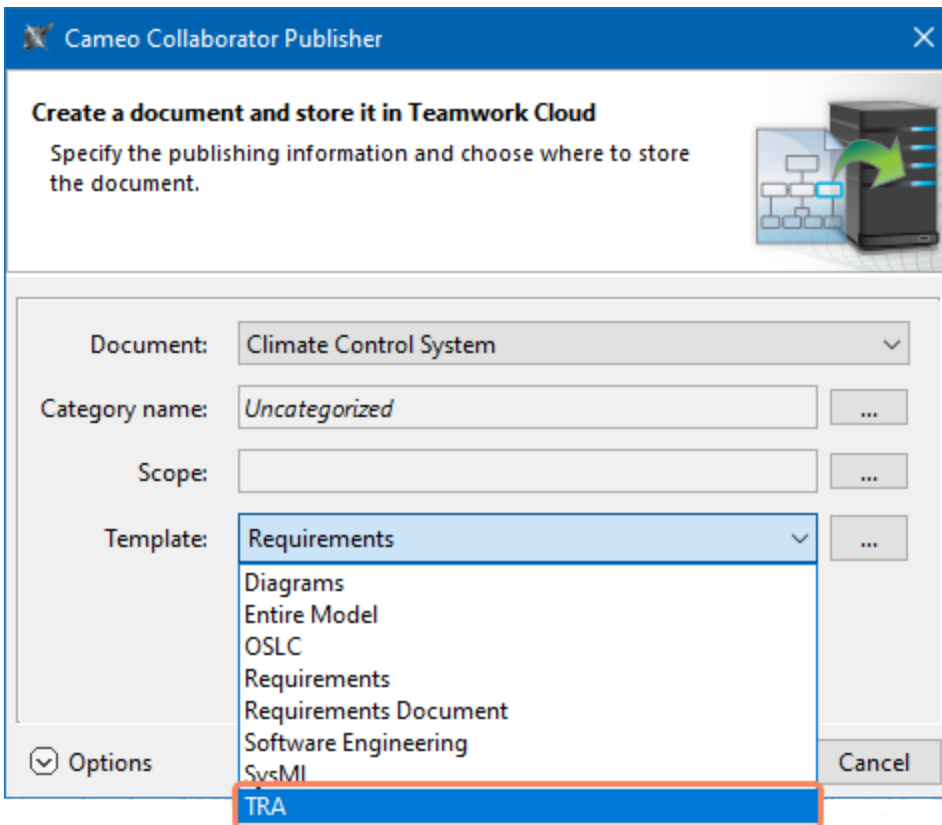 Cameo Collaborator Publisher
Create a document and store it in Teamwork Cloud
Specify the publishing information and choose where to store
the document.
Document: Climate Control System
Category name: Uncategorized ...
Scope: ...
Template: Requirements ...
Diagrams
Entire Model
OSLC
Requirements
Requirements Document
Software Engineering
SysML
TRA
Options
Cancel